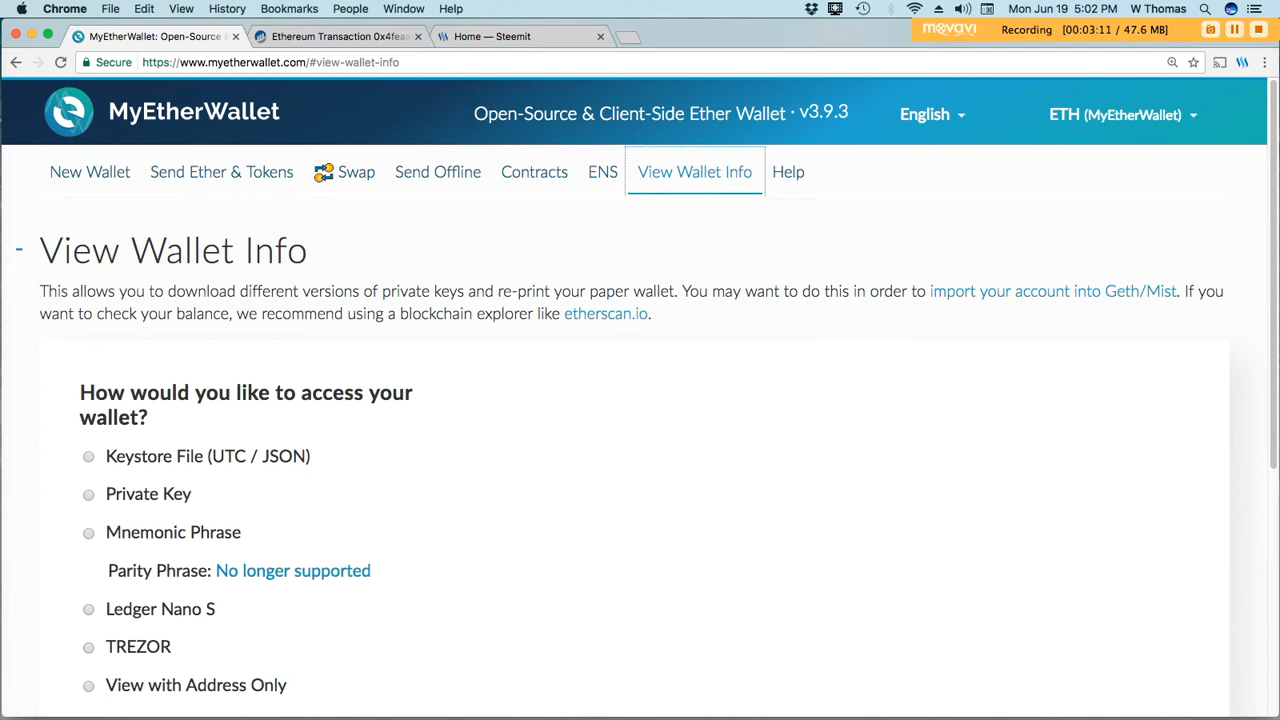 Chrome File Edit View History Bookmarks People Window Help Mon Jun 19 5:02 PM W Thomas
movavi Recording [00:03:11 / 47.6 MB]
MyEtherWallet: Open-Source & Ethereum Transaction 0x4feaa Home — Steemit
Secure https://www.myetherwallet.com/#view-wallet-info
MyEtherWallet Open-Source & Client-Side Ether Wallet · v3.9.3 English ETH (MyEtherWallet)
New Wallet Send Ether & Tokens Swap Send Offline Contracts ENS View Wallet Info Help
- View Wallet Info
This allows you to download different versions of private keys and re-print your paper wallet. You may want to do this in order to import your account into Geth/Mist. If you
want to check your balance, we recommend using a blockchain explorer like etherscan.io.
How would you like to access your
wallet?
Keystore File (UTC / JSON)
Private Key
Mnemonic Phrase
Parity Phrase: No longer supported
Ledger Nano S
TREZOR
View with Address Only